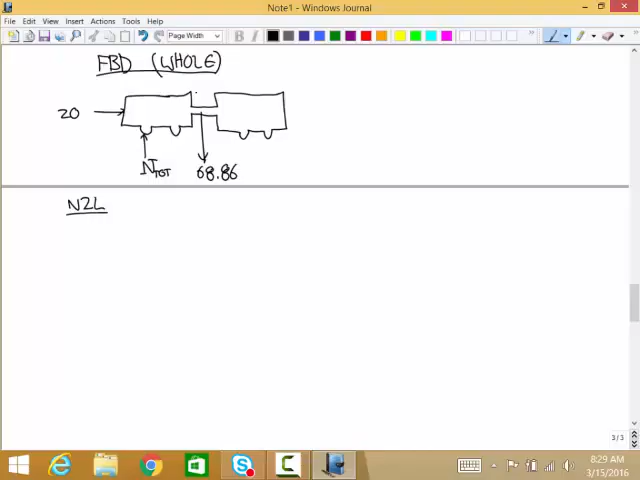 Note1 - Windows Journal
File Edit View Insert Actions Tools Help
Page Width
B I
FBD (WHOLE)
20
N TOT
68.86
N2L
3/3
8:29 AM
3/15/2016